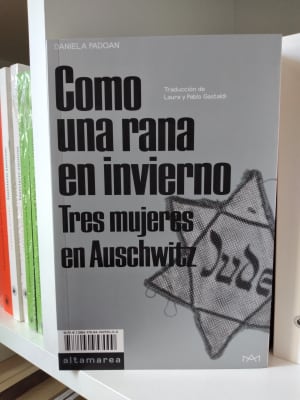 DANIELA PADOAN
Como
una rana
en invierno
Tres mujeres
en Auschwitz
Traducción de
Laura y Pablo Gastaldi
Jude
altamarea